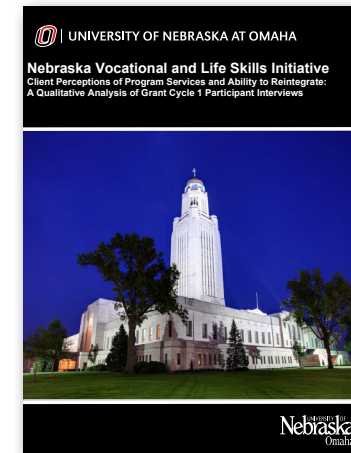 UNIVERSITY OF NEBRASKA AT OMAHA
Nebraska Vocational and Life Skills Initiative
Client Perceptions of Program Services and Ability to Reintegrate:
A Qualitative Analysis of Grant Cycle 1 Participant Interviews
UNIVERSITY OF
Nebraska
Omaha